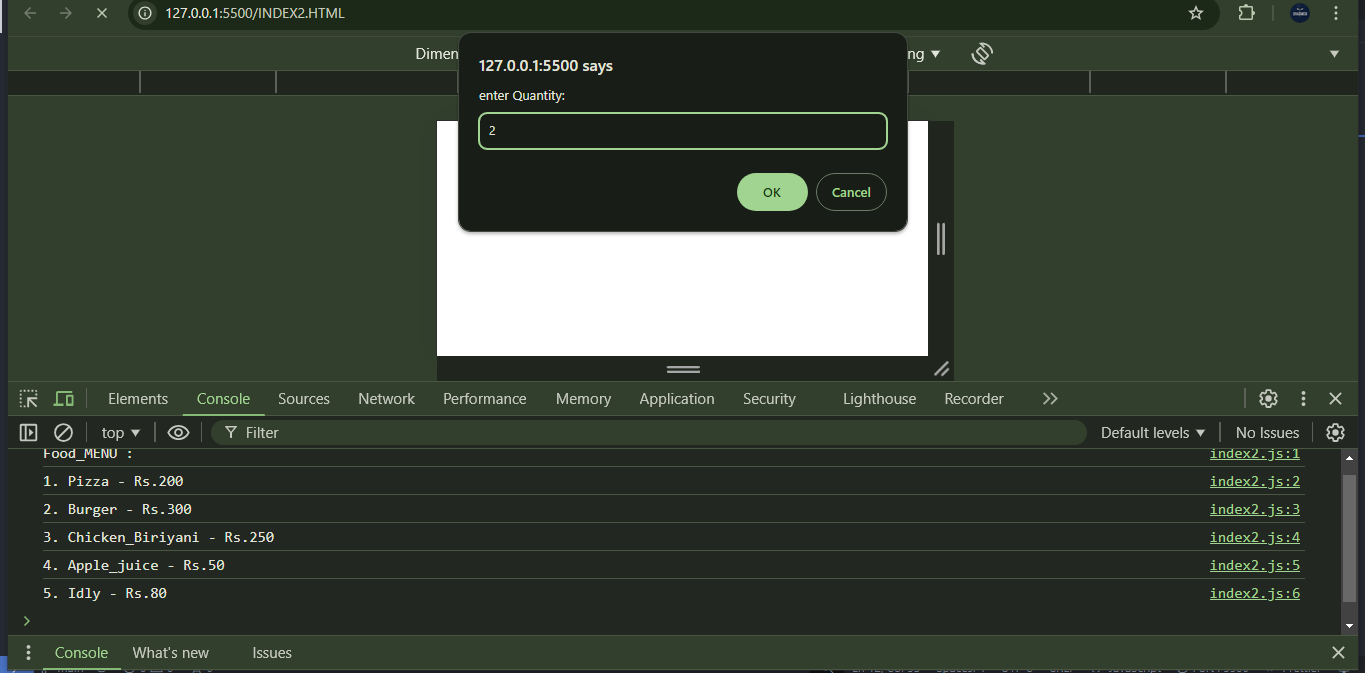 127.0.0.1:5500/INDEX2.HTML
Dimen
ng
127.0.0.1:5500 says
enter Quantity:
2
OK
Cancel
Elements Console Sources Network Performance Memory Application Security Lighthouse Recorder
top Filter Default levels No Issues
Food_MENU : index2.js:1
1. Pizza - Rs.200 index2.js:2
2. Burger - Rs.300 index2.js:3
3. Chicken_Biriyani - Rs.250 index2.js:4
4. Apple_juice - Rs.50 index2.js:5
5. Idly - Rs.80 index2.js:6
Console What's new Issues